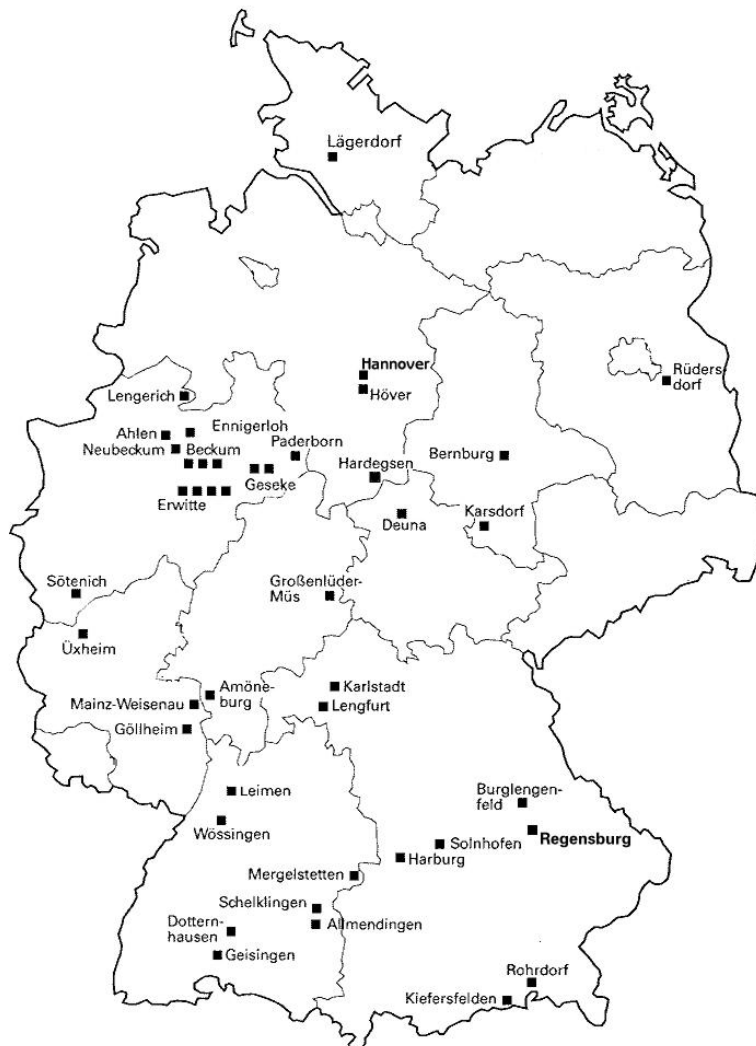 Lägerdorf
Hannover
Höver
Rüders-
dorf
Lengerich
Ahlen
Ennigerloh
Neubeckum
Beckum
Paderborn
Geseke
Erwitte
Hardegsen
Bernburg
Deuna
Karsdorf
Sötenich
Großenlüder-
Müs
Üxheim
Amöne-
burg
Mainz-Weisenau
Göllheim
Karlstadt
Lengfurt
Leimen
Wössingen
Burglengen-
feld
Regensburg
Solnhofen
Harburg
Mergelstetten
Schelklingen
Allmendingen
Dottern-
hausen
Geisingen
Rohrdorf
Kiefersfelden